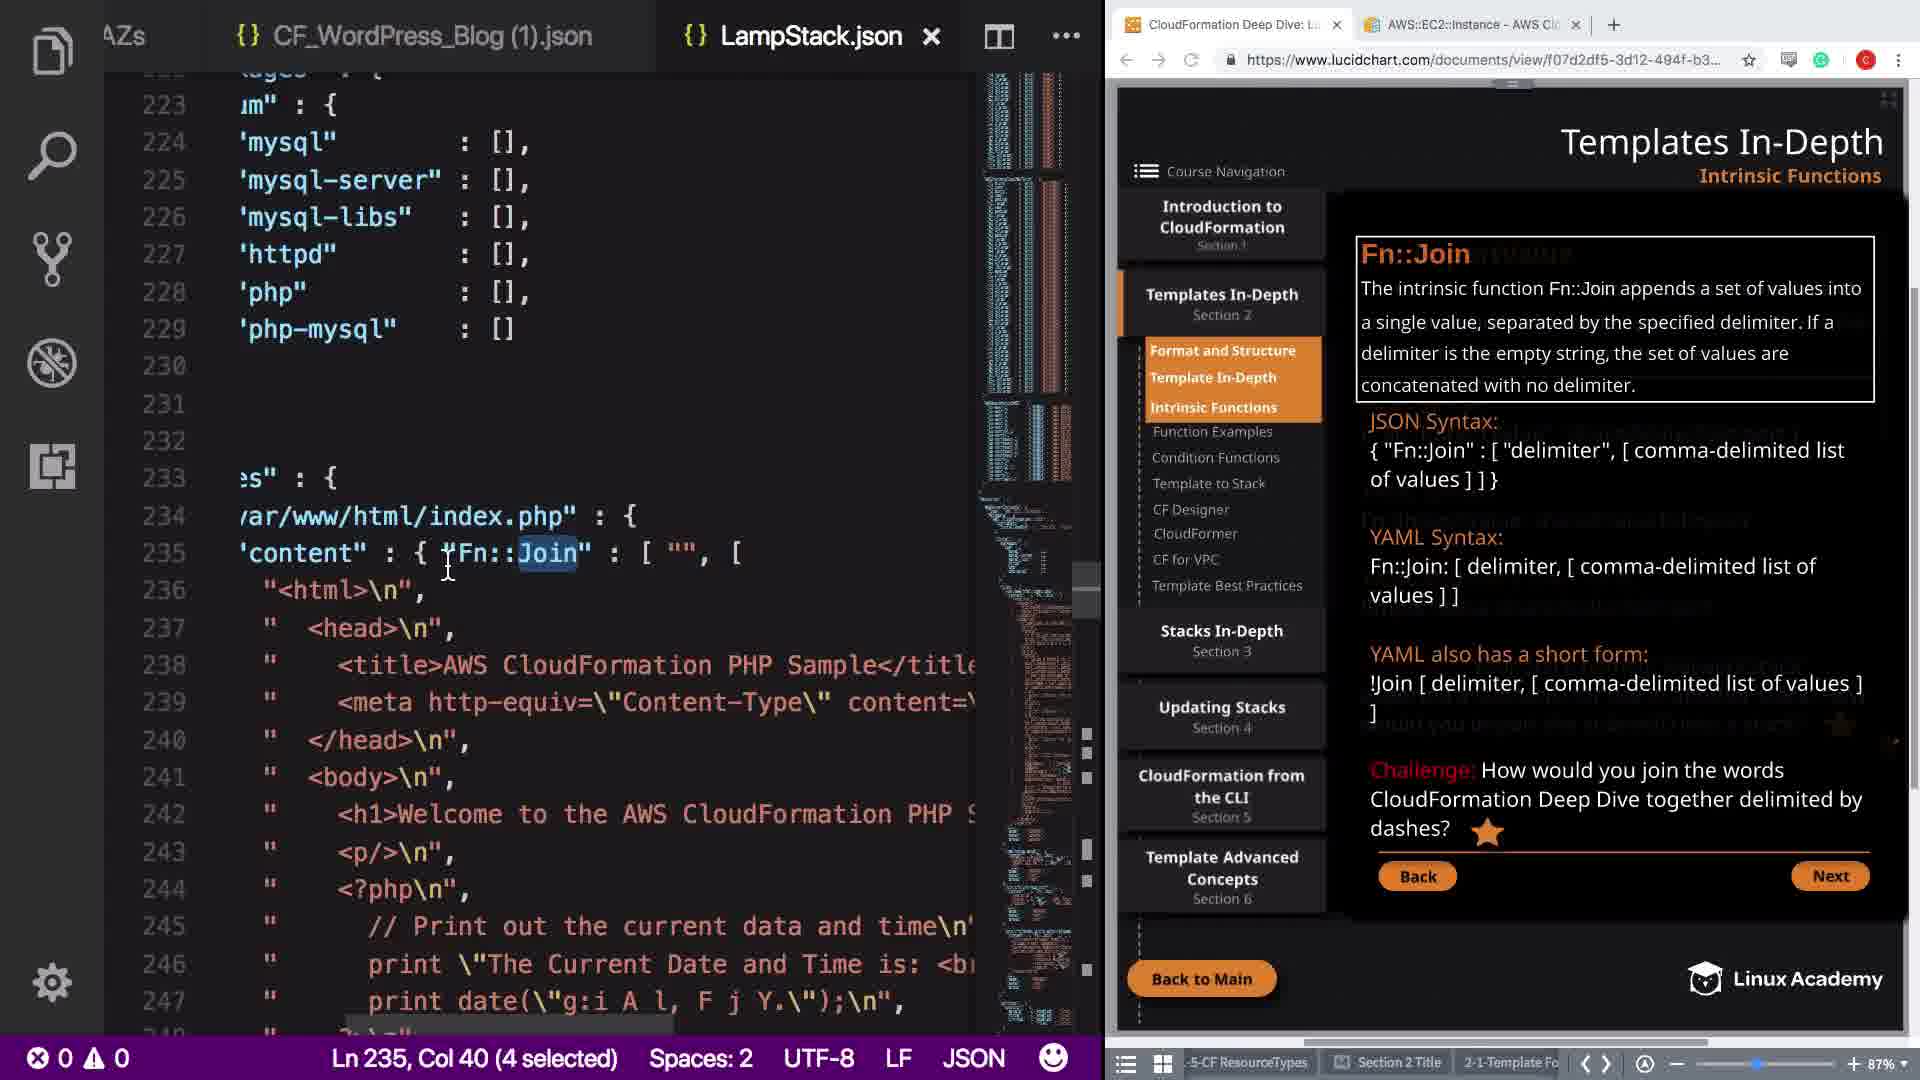 AZs
{} CF_WordPress_Blog (1).json
{} LampStack.json
223 um" : {
224 "mysql" : [],
225 "mysql-server" : [],
226 "mysql-libs" : [],
227 "httpd" : [],
228 "php" : [],
229 "php-mysql" : []
230
231
232
233 es" : {
234 var/www/html/index.php" : {
235 "content" : { "Fn::Join" : [ "", [
236 "<html>\n",
237 " <head>\n",
238 " <title>AWS CloudFormation PHP Sample</title
239 " <meta http-equiv=\"Content-Type\" content=\
240 " </head>\n",
241 " <body>\n",
242 " <h1>Welcome to the AWS CloudFormation PHP S
243 " <p/>\n",
244 " <?php\n",
245 " // Print out the current data and time\n"
246 " print \"The Current Date and Time is: <br
247 " print date(\"g:i A l, F j Y.\");\n",
0 0
Ln 235, Col 40 (4 selected)
Spaces: 2
UTF-8
LF
JSON
CloudFormation Deep Dive: L
AWS::EC2::Instance - AWS Cl
https://www.lucidchart.com/documents/view/f07d2df5-3d12-494f-b3...
C
Templates In-Depth
Intrinsic Functions
Course Navigation
Introduction to
CloudFormation
Section 1
Templates In-Depth
Section 2
Format and Structure
Template In-Depth
Intrinsic Functions
Function Examples
Condition Functions
Template to Stack
CF Designer
CloudFormer
CF for VPC
Template Best Practices
Stacks In-Depth
Section 3
Updating Stacks
Section 4
CloudFormation from
the CLI
Section 5
Template Advanced
Concepts
Section 6
Back to Main
Fn::Join
The intrinsic function Fn::Join appends a set of values into
a single value, separated by the specified delimiter. If a
delimiter is the empty string, the set of values are
concatenated with no delimiter.
JSON Syntax:
{ "Fn::Join" : [ "delimiter", [ comma-delimited list
of values ] ] }
YAML Syntax:
Fn::Join: [ delimiter, [ comma-delimited list of
values ] ]
YAML also has a short form:
!Join [ delimiter, [ comma-delimited list of values ]
]
Challenge: How would you join the words
CloudFormation Deep Dive together delimited by
dashes?
Back
Next
Linux Academy
-5-CF ResourceTypes
Section 2 Title
2-1-Template Fo
87%